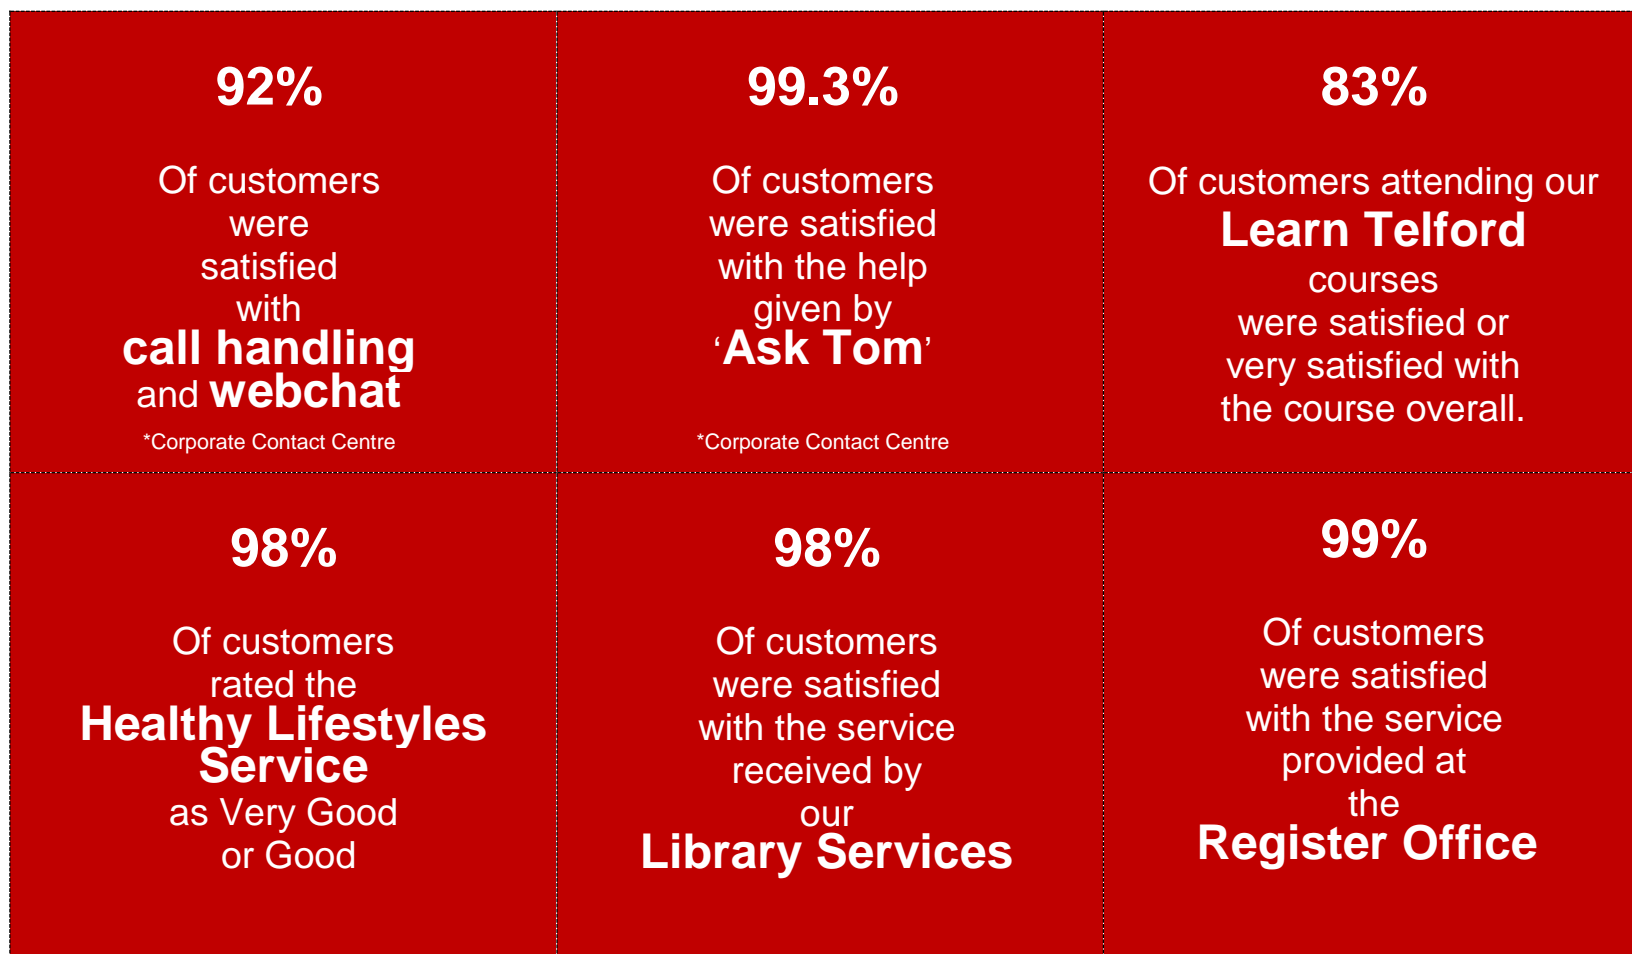 92%
Of customers
were
satisfied
with
call handling
and webchat
*Corporate Contact Centre
99.3%
Of customers
were satisfied
with the help
given by
‘Ask Tom’
*Corporate Contact Centre
83%
Of customers attending our
Learn Telford
courses
were satisfied or
very satisfied with
the course overall.
98%
Of customers
rated the
Healthy Lifestyles
Service
as Very Good
or Good
98%
Of customers
were satisfied
with the service
received by
our
Library Services
99%
Of customers
were satisfied
with the service
provided at
the
Register Office